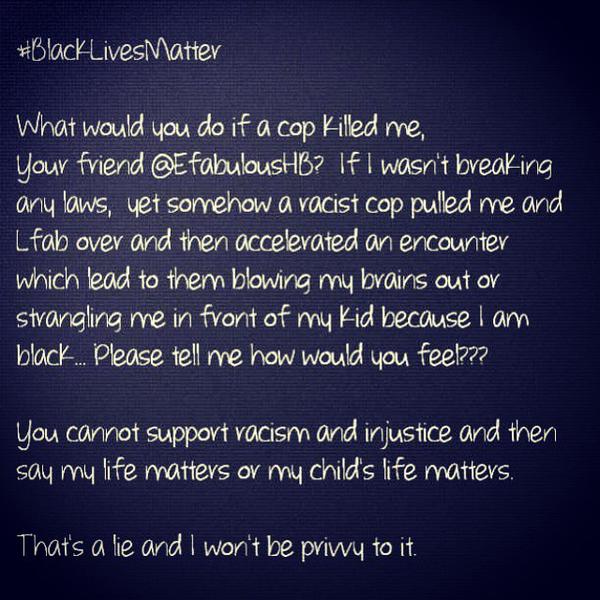 #BlackLivesMatter
What would you do if a cop killed me,
Your friend @EfabulousHB? If I wasn't breaking
any laws, yet somehow a racist cop pulled me and
Lfab over and then accelerated an encounter
which lead to them blowing my brains out or
strangling me in front of my kid because I am
black... Please tell me how would you feel???
You cannot support racism and injustice and then
say my life matters or my child's life matters.
That's a lie and I won't be privvy to it.